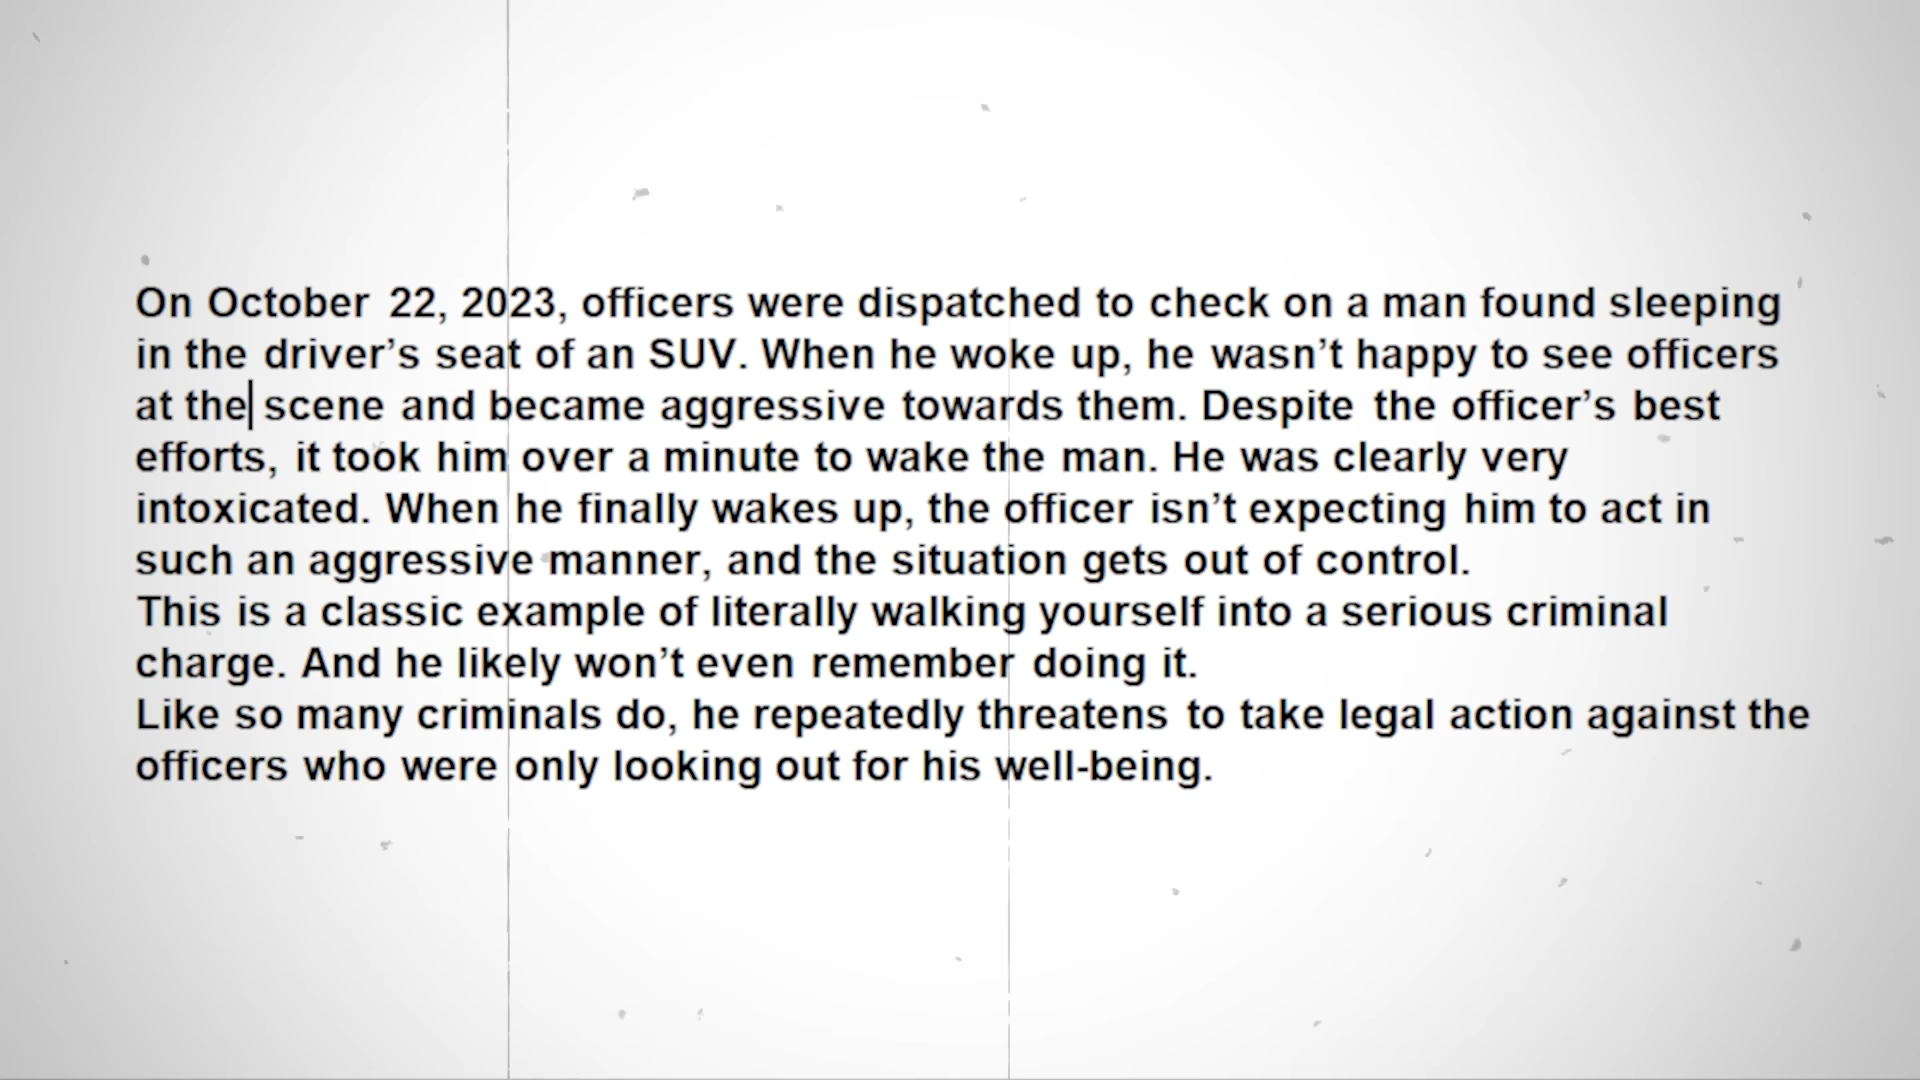 On October 22, 2023, officers were dispatched to check on a man found sleeping
in the driver’s seat of an SUV. When he woke up, he wasn’t happy to see officers
at the scene and became aggressive towards them. Despite the officer’s best
efforts, it took him over a minute to wake the man. He was clearly very
intoxicated. When he finally wakes up, the officer isn’t expecting him to act in
such an aggressive manner, and the situation gets out of control.
This is a classic example of literally walking yourself into a serious criminal
charge. And he likely won’t even remember doing it.
Like so many criminals do, he repeatedly threatens to take legal action against the
officers who were only looking out for his well-being.